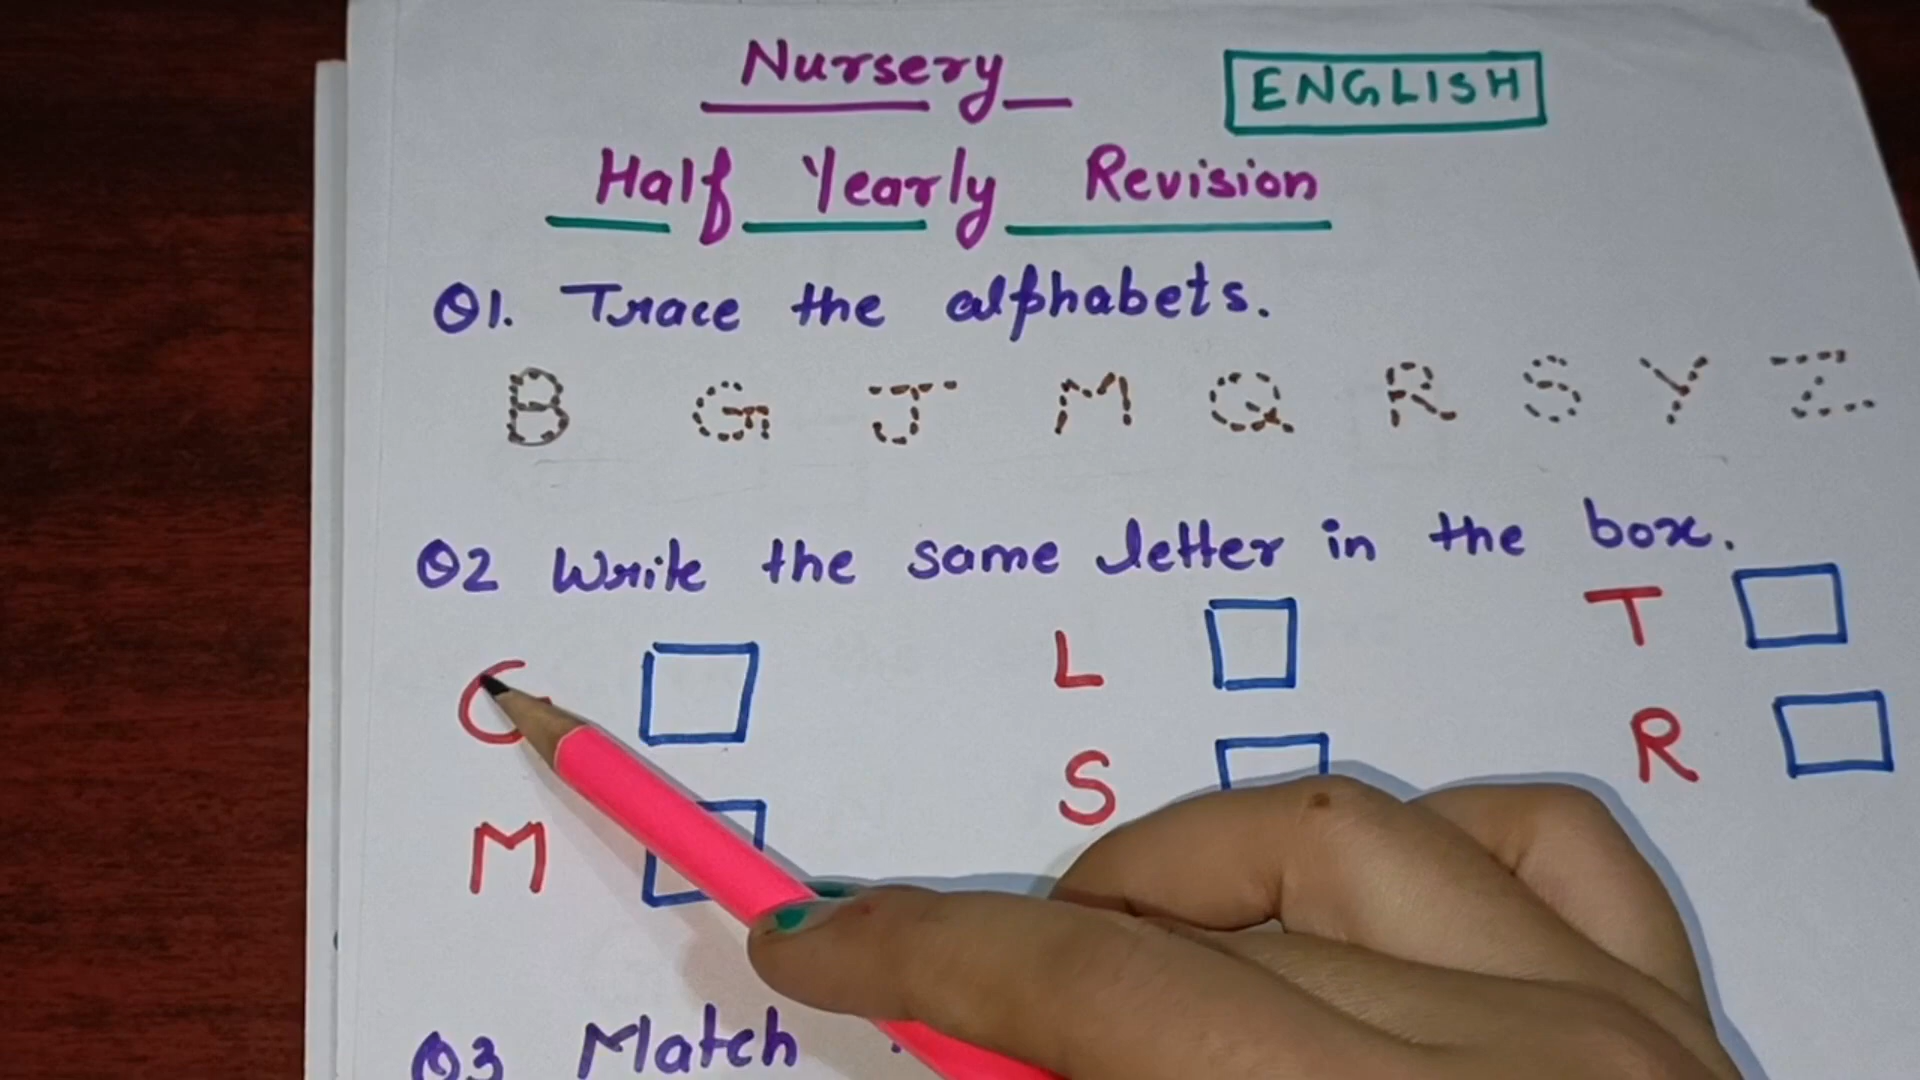 Nursery
ENGLISH
Half Yearly Revision
Q1. Trace the alphabets.
B G J M Q R S Y Z
Q2 Write the same letter in the box.
C L T
M S R
Q3 Match